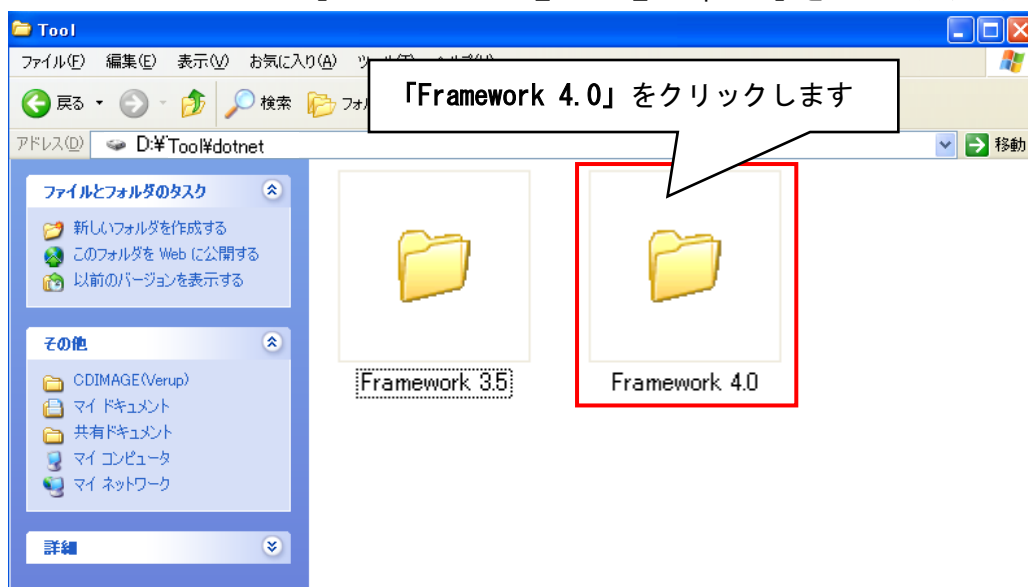 Tool
ファイル(F) 編集(E) 表示(V) お気に入り(A)
「Framework 4.0」をクリックします
戻る 検索
アドレス(D) D:¥Tool¥dotnet 移動
ファイルとフォルダのタスク
新しいフォルダを作成する
このフォルダを Web に公開する
以前のバージョンを表示する
その他
CDIMAGE(Verup)
マイ ドキュメント
共有ドキュメント
マイ コンピュータ
マイ ネットワーク
詳細
Framework 3.5
Framework 4.0